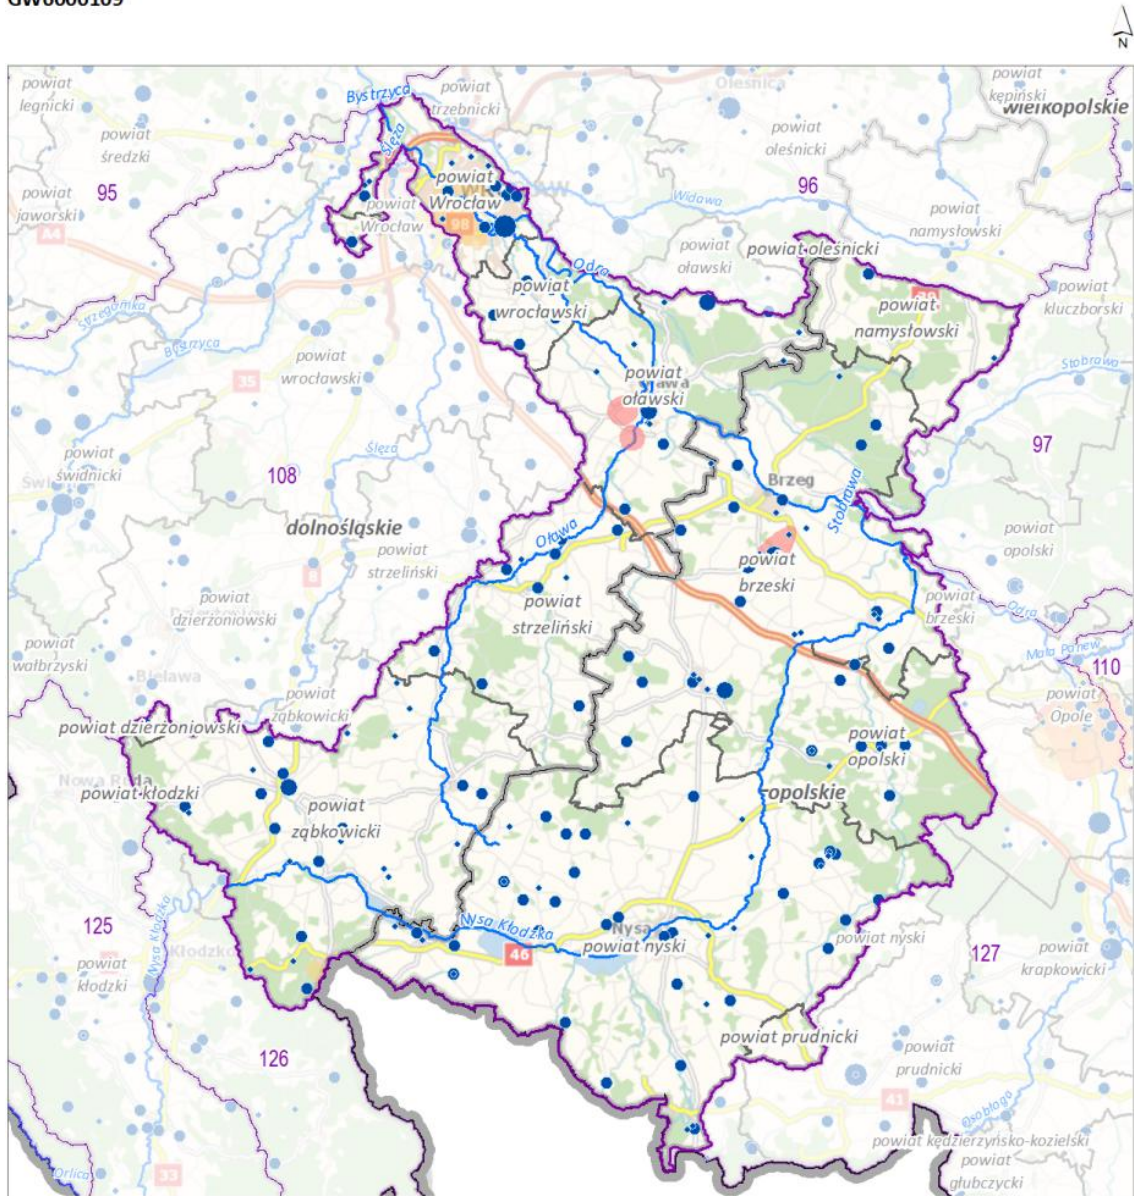 GW6000109
N
powiat
legnicki
Bystrzyca
powiat
trzebnicki
Oleśnica
powiat
kępiński
wielkopolskie
powiat
średzki
Ślęza
powiat
oleśnicki
95
96
powiat
jaworski
powiat
Wrocław
powiat
Wrocław
Widawa
powiat
namysłowski
A4
98
powiat
oławski
powiat oleśnicki
Odra
powiat
wrocławski
powiat
namysłowski
powiat
kluczborski
Strzegomka
Bystrzyca
powiat
wrocławski
35
Stobrawa
powiat
oławski
powiat
świdnicki
108
Ślęza
97
Brzeg
Stobrawa
dolnośląskie
Oława
powiat
strzeliński
powiat
brzeski
powiat
opolski
8
powiat
dzierżoniowski
powiat
strzeliński
powiat
brzeski
Odra
powiat
wałbrzyski
Mała Panew
110
Bielawa
powiat
ząbkowicki
powiat
Opole
powiat dzierżoniowski
powiat
opolski
Nowa Ruda
powiat kłodzki
powiat
ząbkowicki
opolskie
125
Nysa Kłodzka
Kłodzko
Nysa Kłodzka
46
Nysa
powiat nyski
powiat nyski
127
powiat
krapkowicki
powiat
kłodzki
126
powiat prudnicki
powiat
prudnicki
41
Osobłoga
powiat kędzierzyńsko-kozielski
powiat
głubczycki
33
Orlica